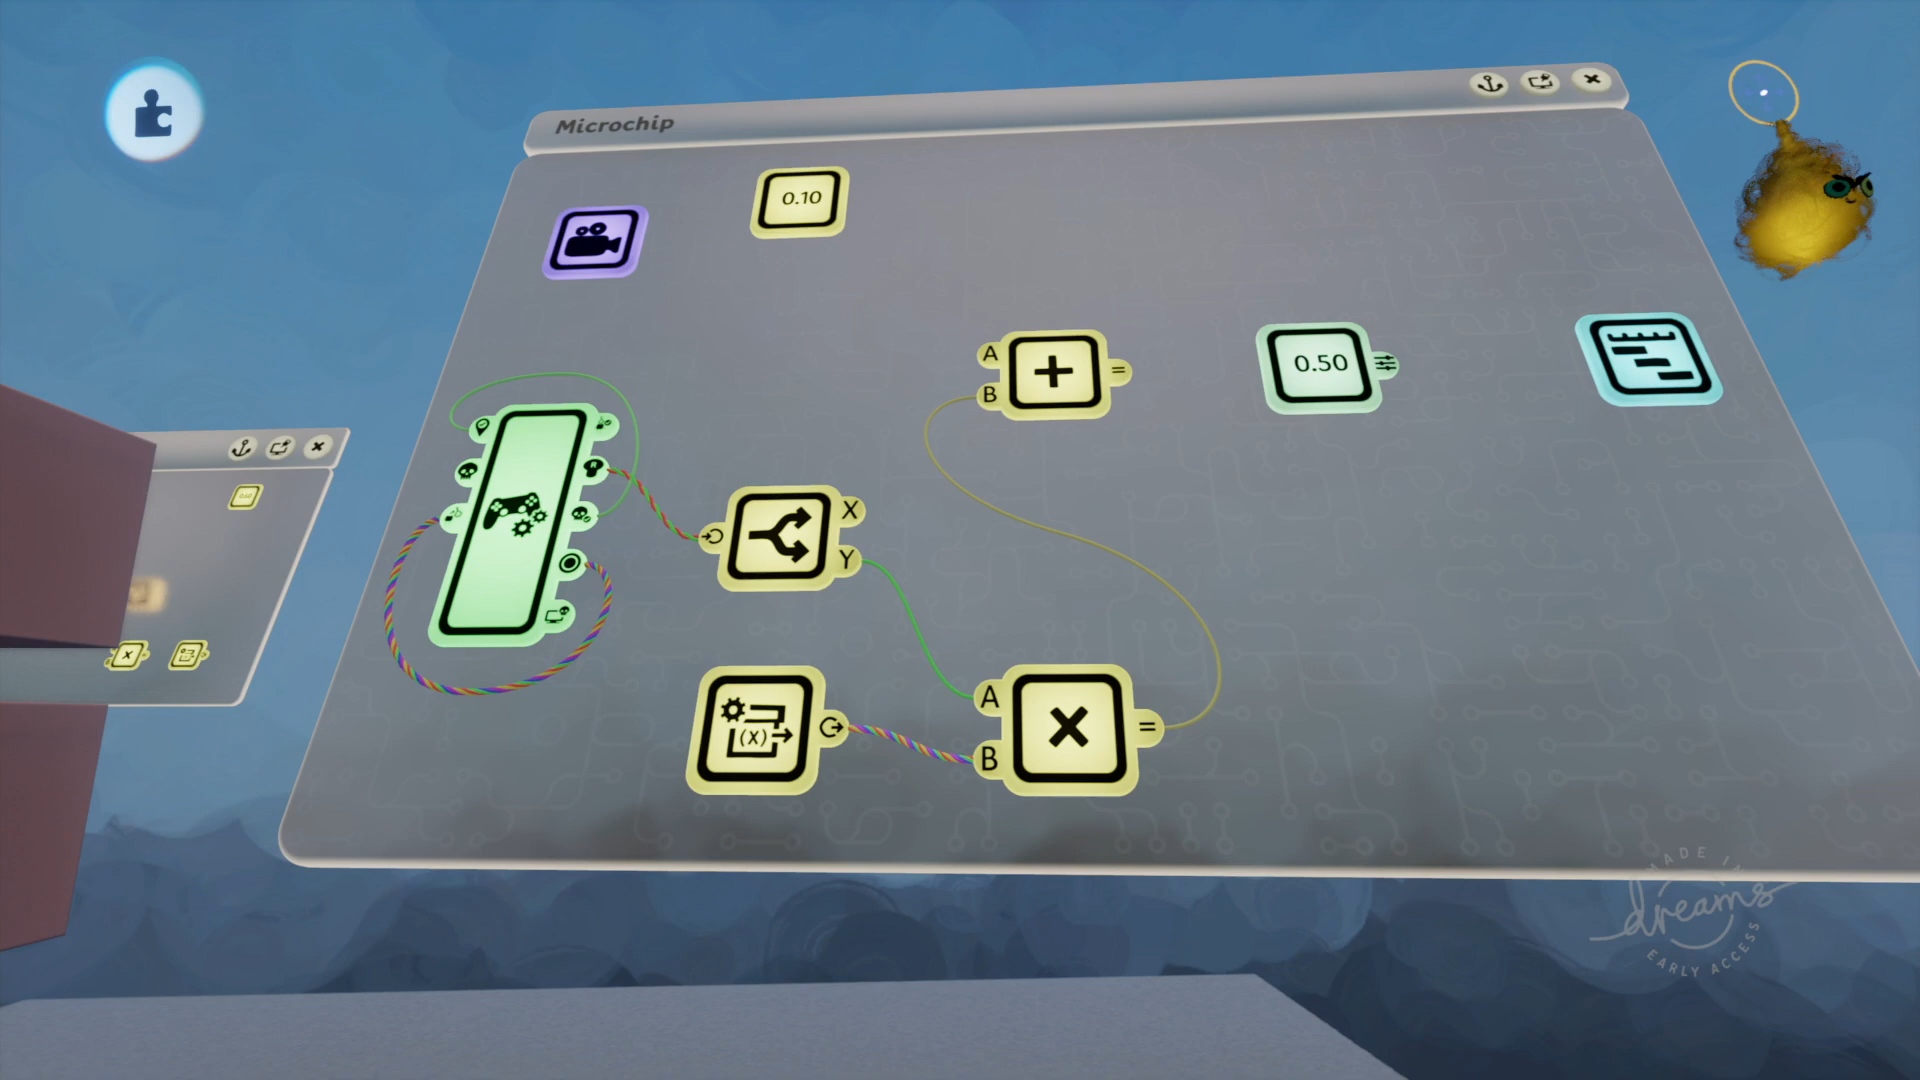 Microchip
0.10
A
B
=
0.50
X
Y
(X)
A
B
=
MADE IN
dreams
EARLY ACCESS